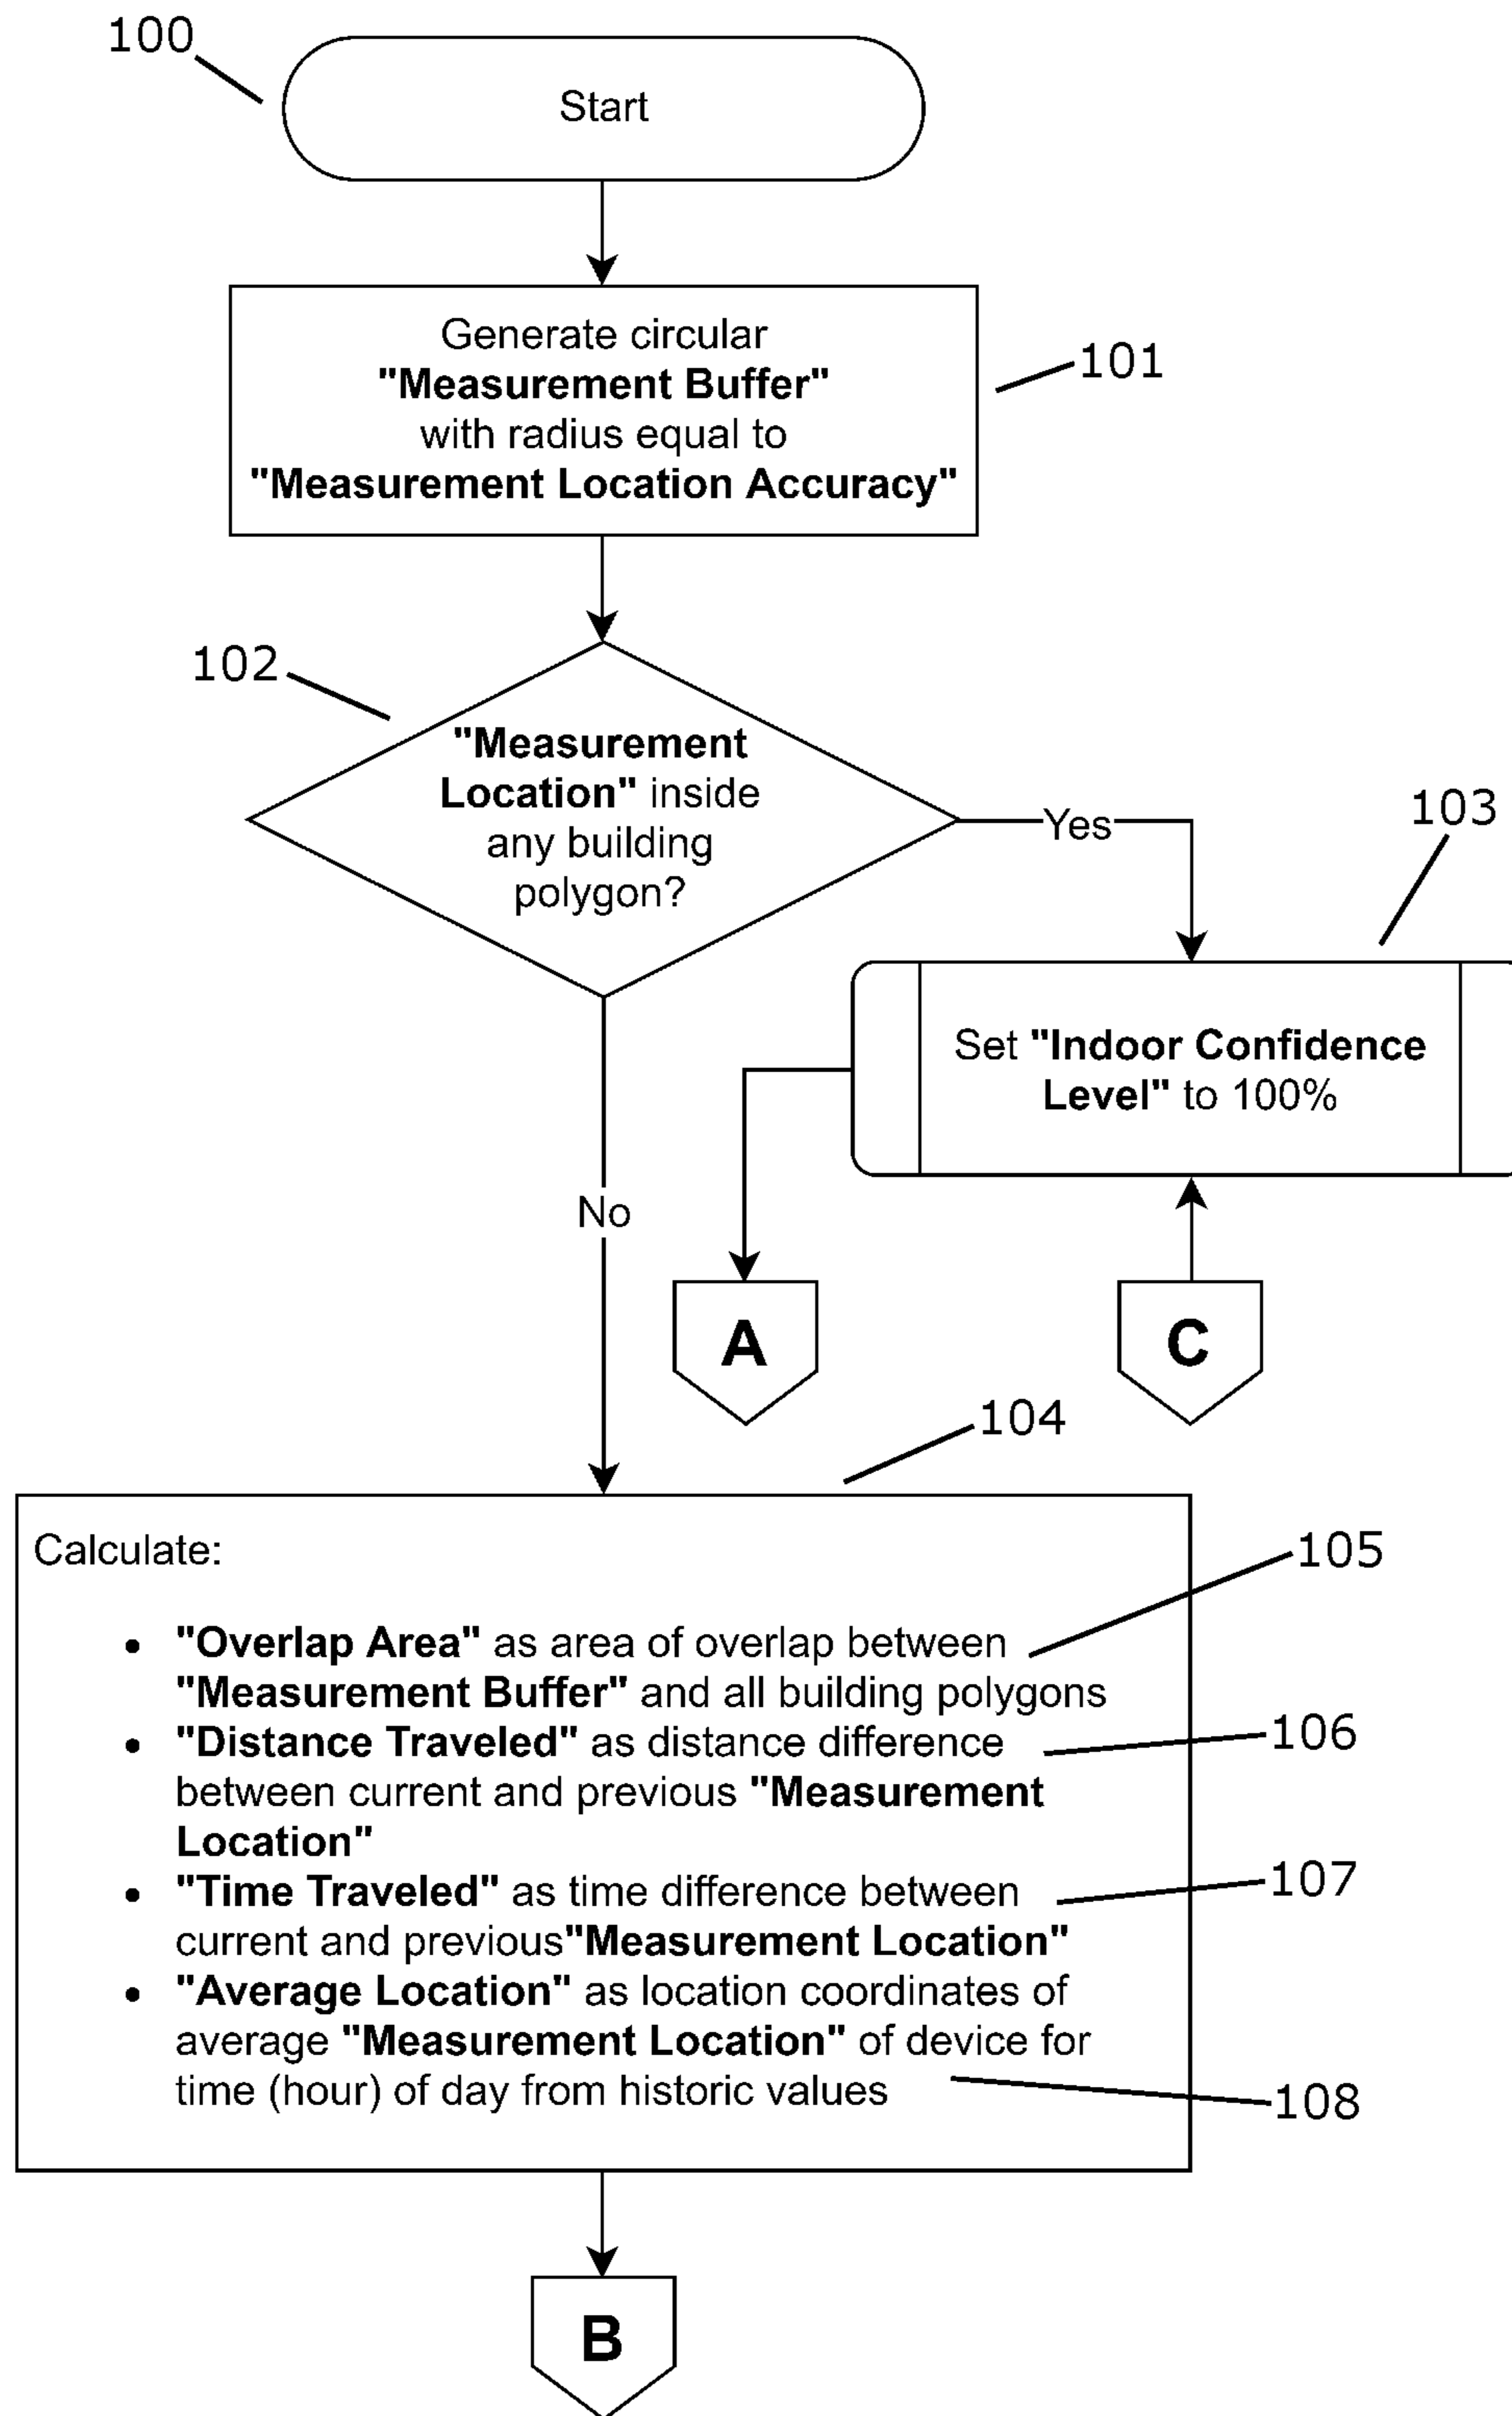 100
Start
Generate circular
"Measurement Buffer"
with radius equal to
"Measurement Location Accuracy"
101
102
"Measurement
Location" inside
any building
polygon?
Yes
103
Set "Indoor Confidence
Level" to 100%
No
A
C
104
Calculate:
• "Overlap Area" as area of overlap between
"Measurement Buffer" and all building polygons
105
• "Distance Traveled" as distance difference
between current and previous "Measurement
Location"
106
• "Time Traveled" as time difference between
current and previous"Measurement Location"
107
• "Average Location" as location coordinates of
average "Measurement Location" of device for
time (hour) of day from historic values
108
B